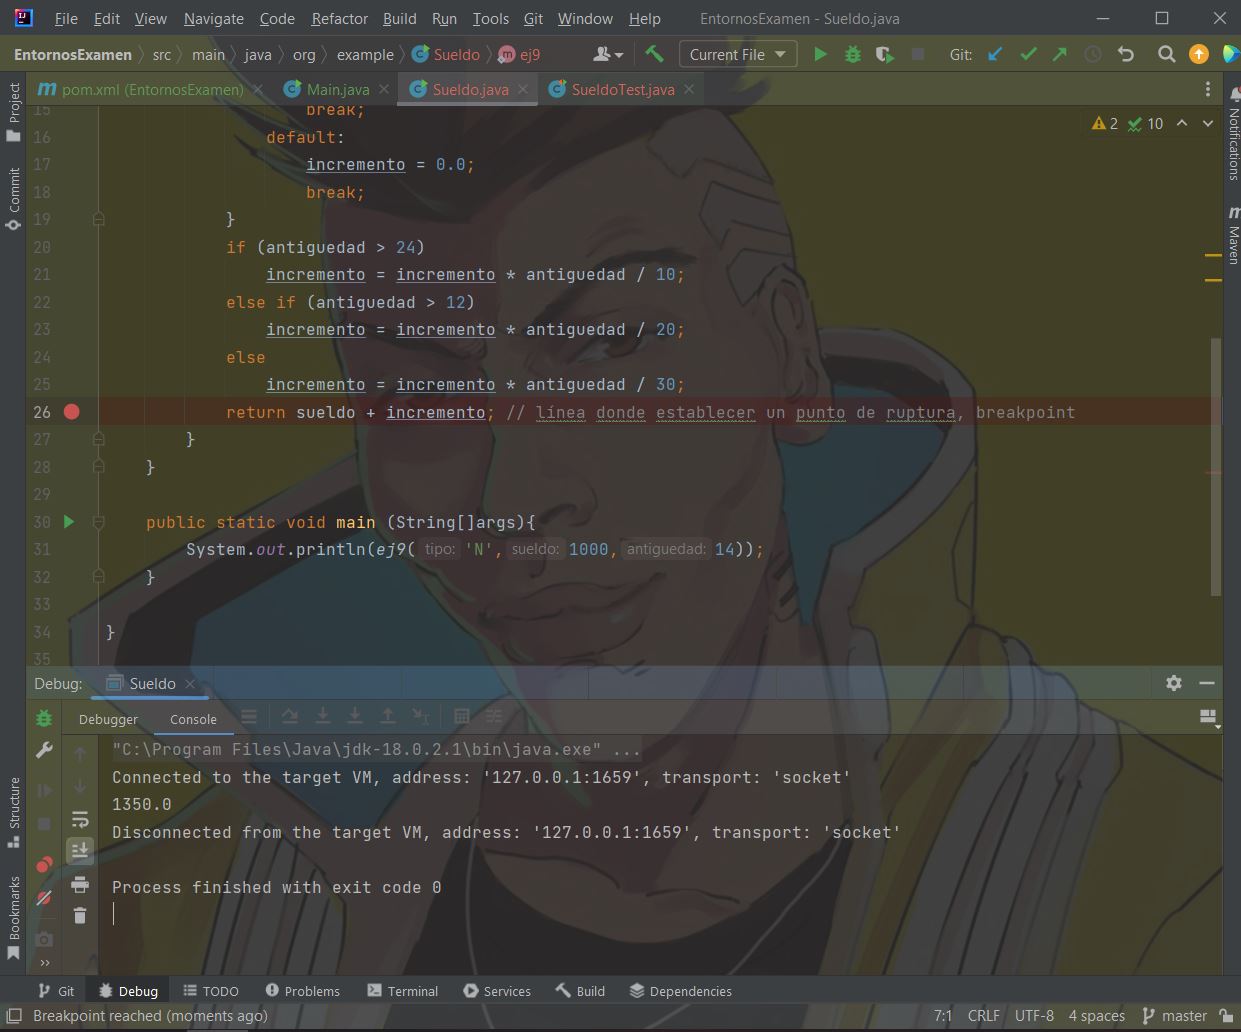 File Edit View Navigate Code Refactor Build Run Tools Git Window Help EntornosExamen - Sueldo.java
EntornosExamen src main java org example Sueldo m ej9 Current File Git:
m pom.xml (EntornosExamen) Main.java Sueldo.java SueldoTest.java
Project
Commit
Structure
Bookmarks
Notifications
m Maven
2 10
15 break;
16 default:
17 incremento = 0.0;
18 break;
19 }
20 if (antiguedad > 24)
21 incremento = incremento * antiguedad / 10;
22 else if (antiguedad > 12)
23 incremento = incremento * antiguedad / 20;
24 else
25 incremento = incremento * antiguedad / 30;
26 return sueldo + incremento; // línea donde establecer un punto de ruptura, breakpoint
27 }
28 }
29
30 public static void main (String[]args){
31 System.out.println(ej9( tipo: 'N', sueldo: 1000, antiguedad: 14));
32 }
33
34 }
35
Debug: Sueldo
Debugger Console
"C:\Program Files\Java\jdk-18.0.2.1\bin\java.exe" ...
Connected to the target VM, address: '127.0.0.1:1659', transport: 'socket'
1350.0
Disconnected from the target VM, address: '127.0.0.1:1659', transport: 'socket'
Process finished with exit code 0
Git Debug TODO Problems Terminal Services Build Dependencies
Breakpoint reached (moments ago) 7:1 CRLF UTF-8 4 spaces master